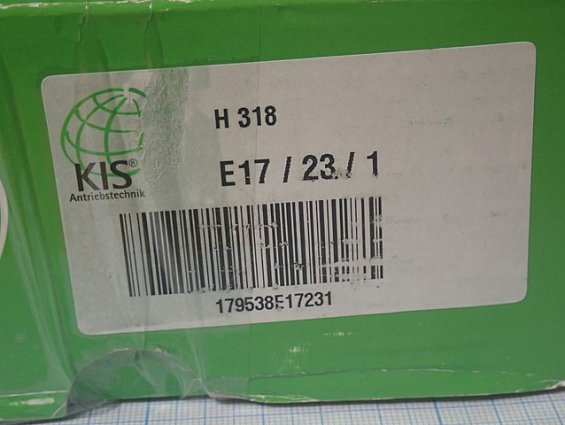 H 318
KIS®
Antriebstechnik
E17 / 23 / 1
179538E17231